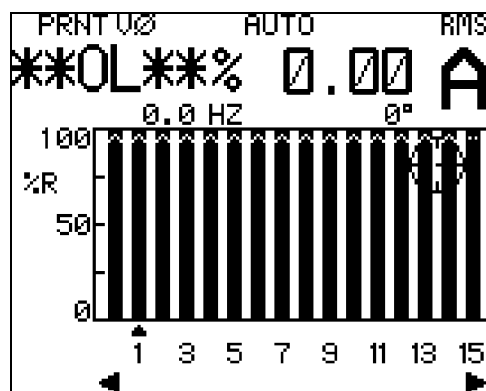 PRNT VØ AUTO RMS
**OL**% 0.00 A
0.0 HZ 0°
100
%R
50
0
1 3 5 7 9 11 13 15